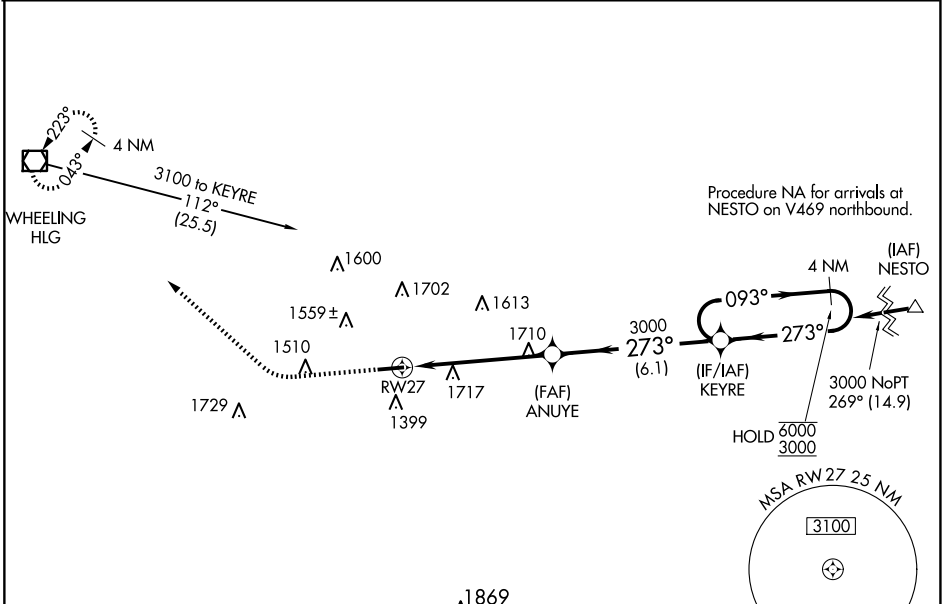 223°
043°
4 NM
WHEELING
HLG
3100 to KEYRE
112°
(25.5)
Procedure NA for arrivals at
NESTO on V469 northbound.
(IAF)
NESTO
4 NM
093°
273°
3000 NoPT
269° (14.9)
HOLD 6000
3000
(IF/IAF)
KEYRE
3000
273°
(6.1)
(FAF)
ANUYE
1600
1702
1613
1559±
1710
1510
RW27
1717
1729
1399
MSA RW27 25 NM
3100
1869